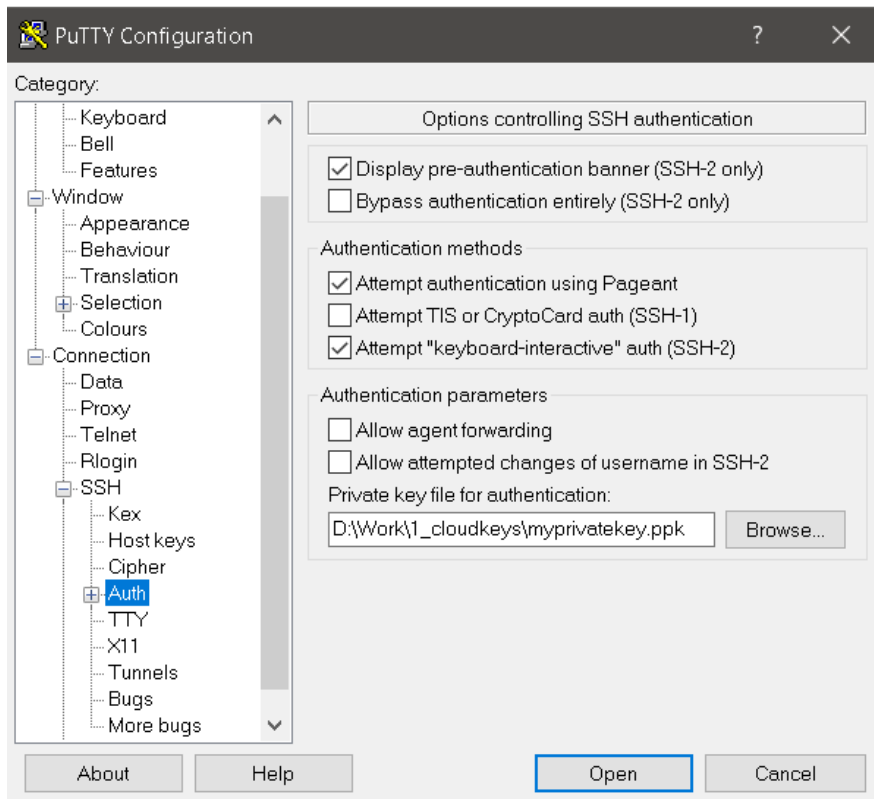 PuTTY Configuration
?
Category:
Keyboard
Bell
Features
Window
Appearance
Behaviour
Translation
Selection
Colours
Connection
Data
Proxy
Telnet
Rlogin
SSH
Kex
Host keys
Cipher
Auth
TTY
X11
Tunnels
Bugs
More bugs
Options controlling SSH authentication
Display pre-authentication banner (SSH-2 only)
Bypass authentication entirely (SSH-2 only)
Authentication methods
Attempt authentication using Pageant
Attempt TIS or CryptoCard auth (SSH-1)
Attempt "keyboard-interactive" auth (SSH-2)
Authentication parameters
Allow agent forwarding
Allow attempted changes of username in SSH-2
Private key file for authentication:
D:\Work\1_cloudkeys\myprivatekey.ppk
Browse...
About
Help
Open
Cancel